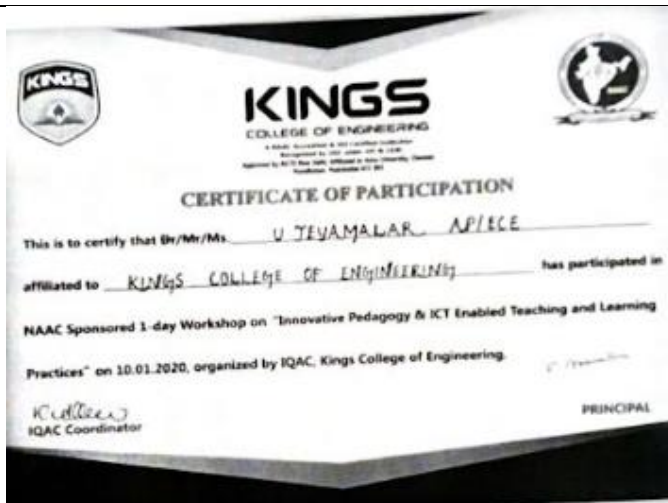 KINGS
KINGS
COLLEGE OF ENGINEERING
CERTIFICATE OF PARTICIPATION
This is to certify that Dr/Mr/Ms U JEYAMALAR AP/ECE
affiliated to KINGS COLLEGE OF ENGINEERING has participated in
NAAC Sponsored 1-day Workshop on "Innovative Pedagogy & ICT Enabled Teaching and Learning
Practices" on 10.01.2020, organized by IQAC, Kings College of Engineering.
IQAC Coordinator
PRINCIPAL